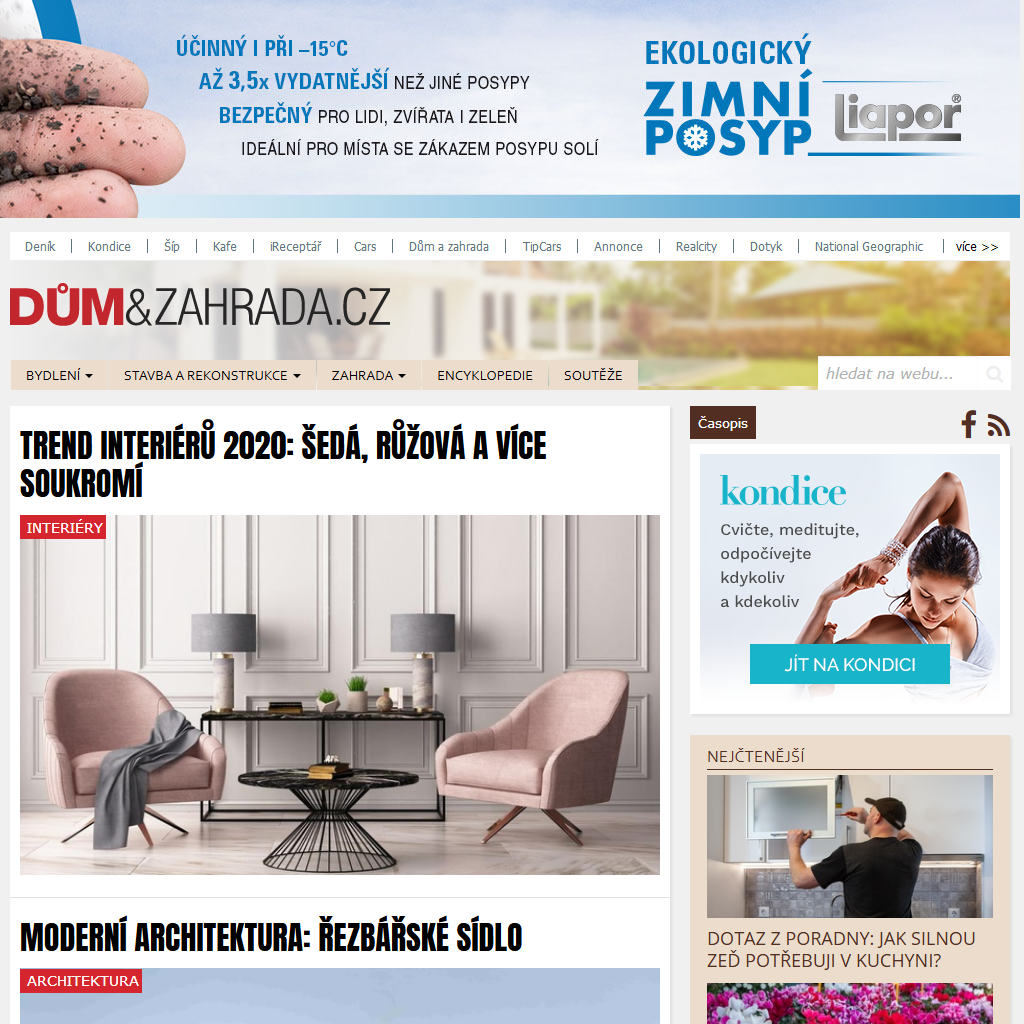 ÚČINNÝ I PŘI –15°C
AŽ 3,5x VYDATNĚJŠÍ NEŽ JINÉ POSYPY
BEZPEČNÝ PRO LIDI, ZVÍŘATA I ZELEŇ
IDEÁLNÍ PRO MÍSTA SE ZÁKAZEM POSYPU SOLÍ
EKOLOGICKÝ
ZIMNÍ
POSYP
liapor®
Deník
Kondice
Šíp
Kafe
iReceptář
Cars
Dům a zahrada
TipCars
Annonce
Realcity
Dotyk
National Geographic
více >>
DŮM&ZAHRADA.CZ
BYDLENÍ
STAVBA A REKONSTRUKCE
ZAHRADA
ENCYKLOPEDIE
SOUTĚŽE
hledat na webu...
TREND INTERIÉRŮ 2020: ŠEDÁ, RŮŽOVÁ A VÍCE
SOUKROMÍ
INTERIÉRY
MODERNÍ ARCHITEKTURA: ŘEZBÁŘSKÉ SÍDLO
ARCHITEKTURA
Časopis
kondice
Cvičte, meditujte,
odpočívejte
kdykoliv
a kdekoliv
JÍT NA KONDICI
NEJČTENĚJŠÍ
DOTAZ Z PORADNY: JAK SILNOU
ZEĎ POTŘEBUJI V KUCHYNI?